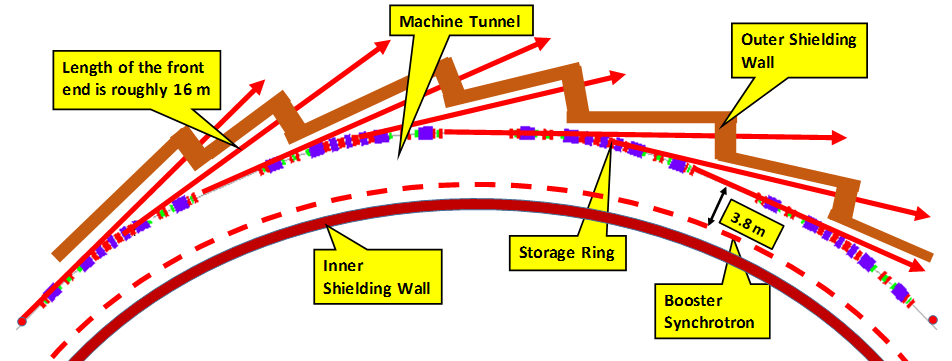 Machine Tunnel
Length of the front
end is roughly 16 m
Outer Shielding
Wall
3.8 m
Storage Ring
Inner
Shielding Wall
Booster
Synchrotron